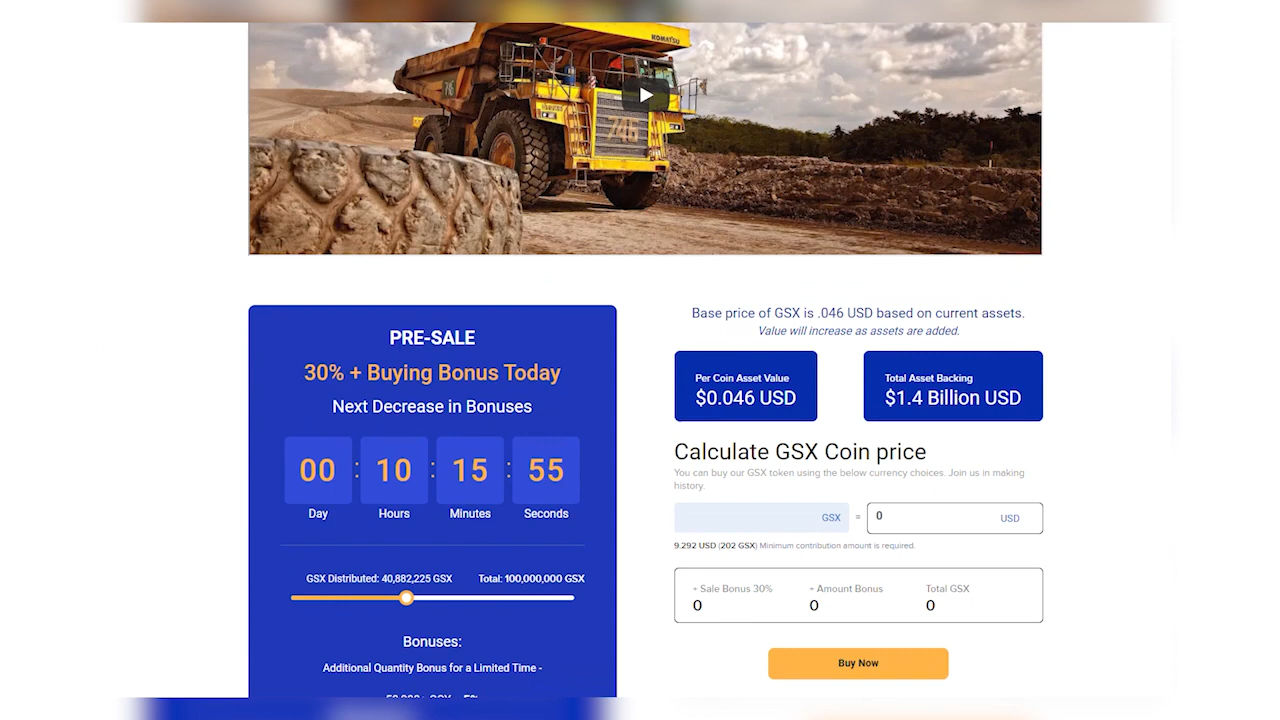 KOMATSU
746
PRE-SALE
30% + Buying Bonus Today
Next Decrease in Bonuses
00 : 10 : 15 : 55
Day Hours Minutes Seconds
GSX Distributed: 40,882,225 GSX Total: 100,000,000 GSX
Bonuses:
Additional Quantity Bonus for a Limited Time -
Base price of GSX is .046 USD based on current assets.
Value will increase as assets are added.
Per Coin Asset Value
$0.046 USD
Total Asset Backing
$1.4 Billion USD
Calculate GSX Coin price
You can buy our GSX token using the below currency choices. Join us in making
history.
GSX = 0 USD
9.292 USD (202 GSX) Minimum contribution amount is required.
+ Sale Bonus 30% + Amount Bonus Total GSX
0 0 0
Buy Now